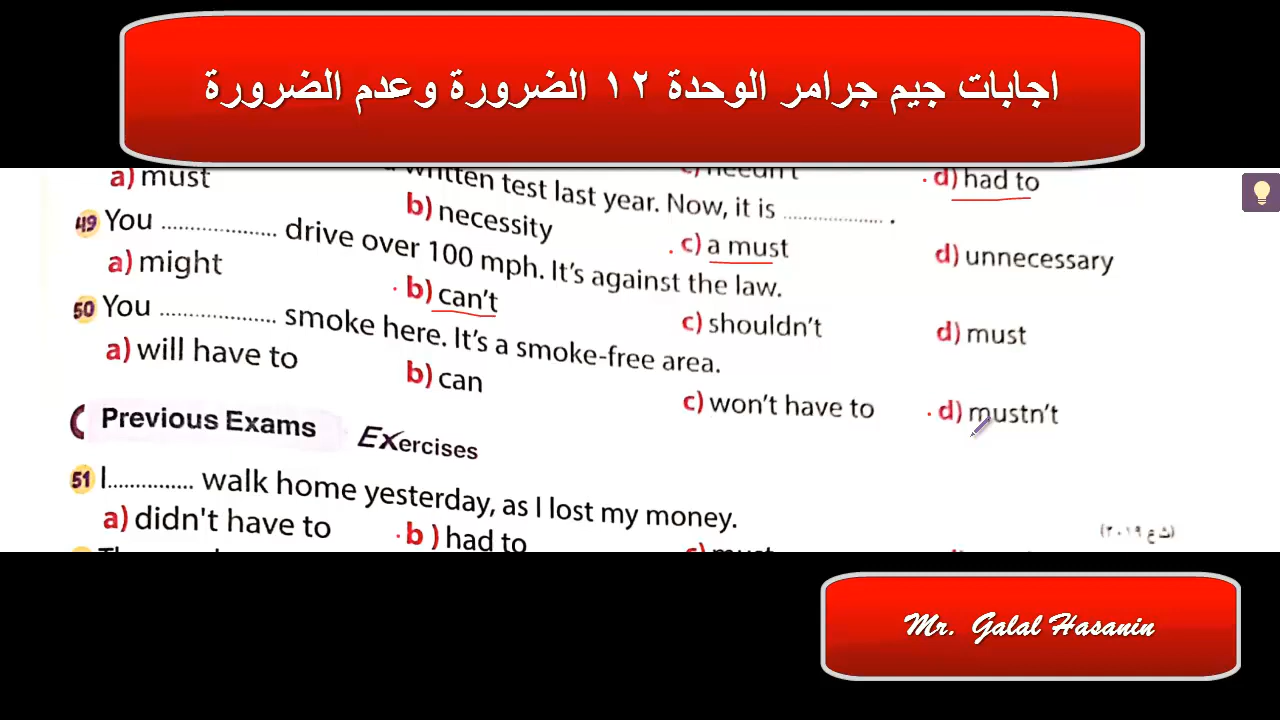 اجابات جيم جرامر الوحدة ١٢ الضرورة وعدم الضرورة
a) must d) had to
written test last year. Now, it is .................... .
b) necessity c) a must d) unnecessary
49 You .................... drive over 100 mph. It's against the law.
a) might b) can't c) shouldn't d) must
50 You .................... smoke here. It's a smoke-free area.
a) will have to b) can c) won't have to d) mustn't
Previous Exams Exercises
51 I............... walk home yesterday, as I lost my money.
(ث ع ٢٠١٩)
a) didn't have to b ) had to
Mr. Galal Hasanin